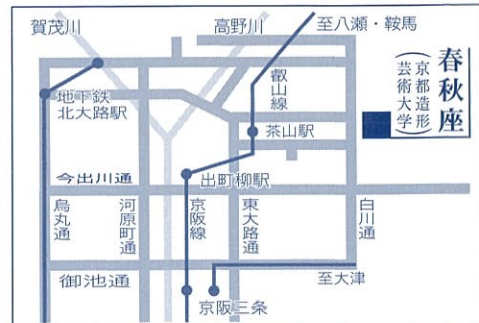 賀茂川
高野川
至八瀬・鞍馬
春秋座
(京都造形
芸術大学)
叡山線
地下鉄
北大路駅
茶山駅
今出川通
出町柳駅
烏丸通
河原町通
京阪線
東大路通
白川通
御池通
至大津
京阪三条